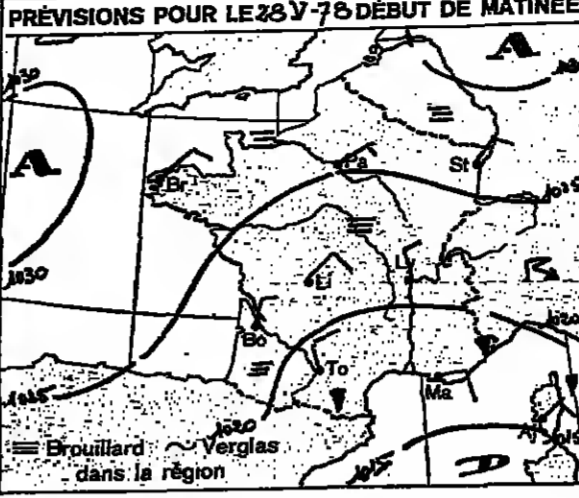 PRÉVISIONS POUR LE 28 V-78 DÉBUT DE MATINÉE
1030
A
A
Br
Pa
St
1030
Li
L
Bo
To
Ma
1020
1025
1020
1015
D
Brouillard Verglas
dans la région